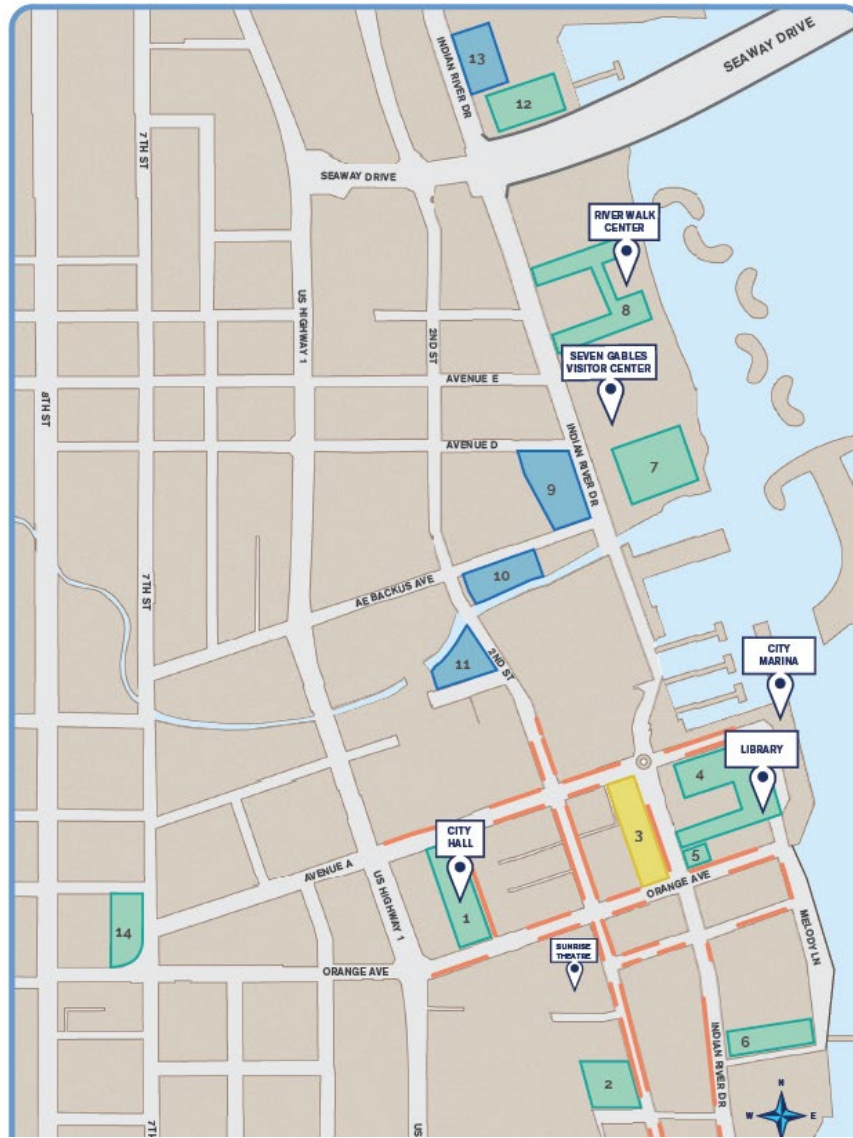 13
INDIAN RIVER DR
SEAWAY DRIVE
12
7TH ST
SEAWAY DRIVE
RIVERWALK
CENTER
US HIGHWAY 1
8
2ND ST
SEVEN GABLES
VISITOR CENTER
AVENUE E
8TH ST
INDIAN RIVER DR
AVENUE D
7
9
10
7TH ST
AE BACKUS AVE
11
2ND ST
CITY
MARINA
LIBRARY
4
CITY
HALL
3
5
AVENUE A
ORANGE AVE
US HIGHWAY 1
1
14
MELODY LN
SUNRISE
THEATRE
ORANGE AVE
6
INDIAN RIVER DR
2
N
W
E
7TH
US